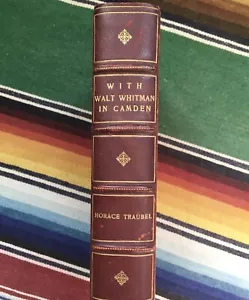 WITH
WALT WHITMAN
IN CAMDEN
HORACE TRAUBEL